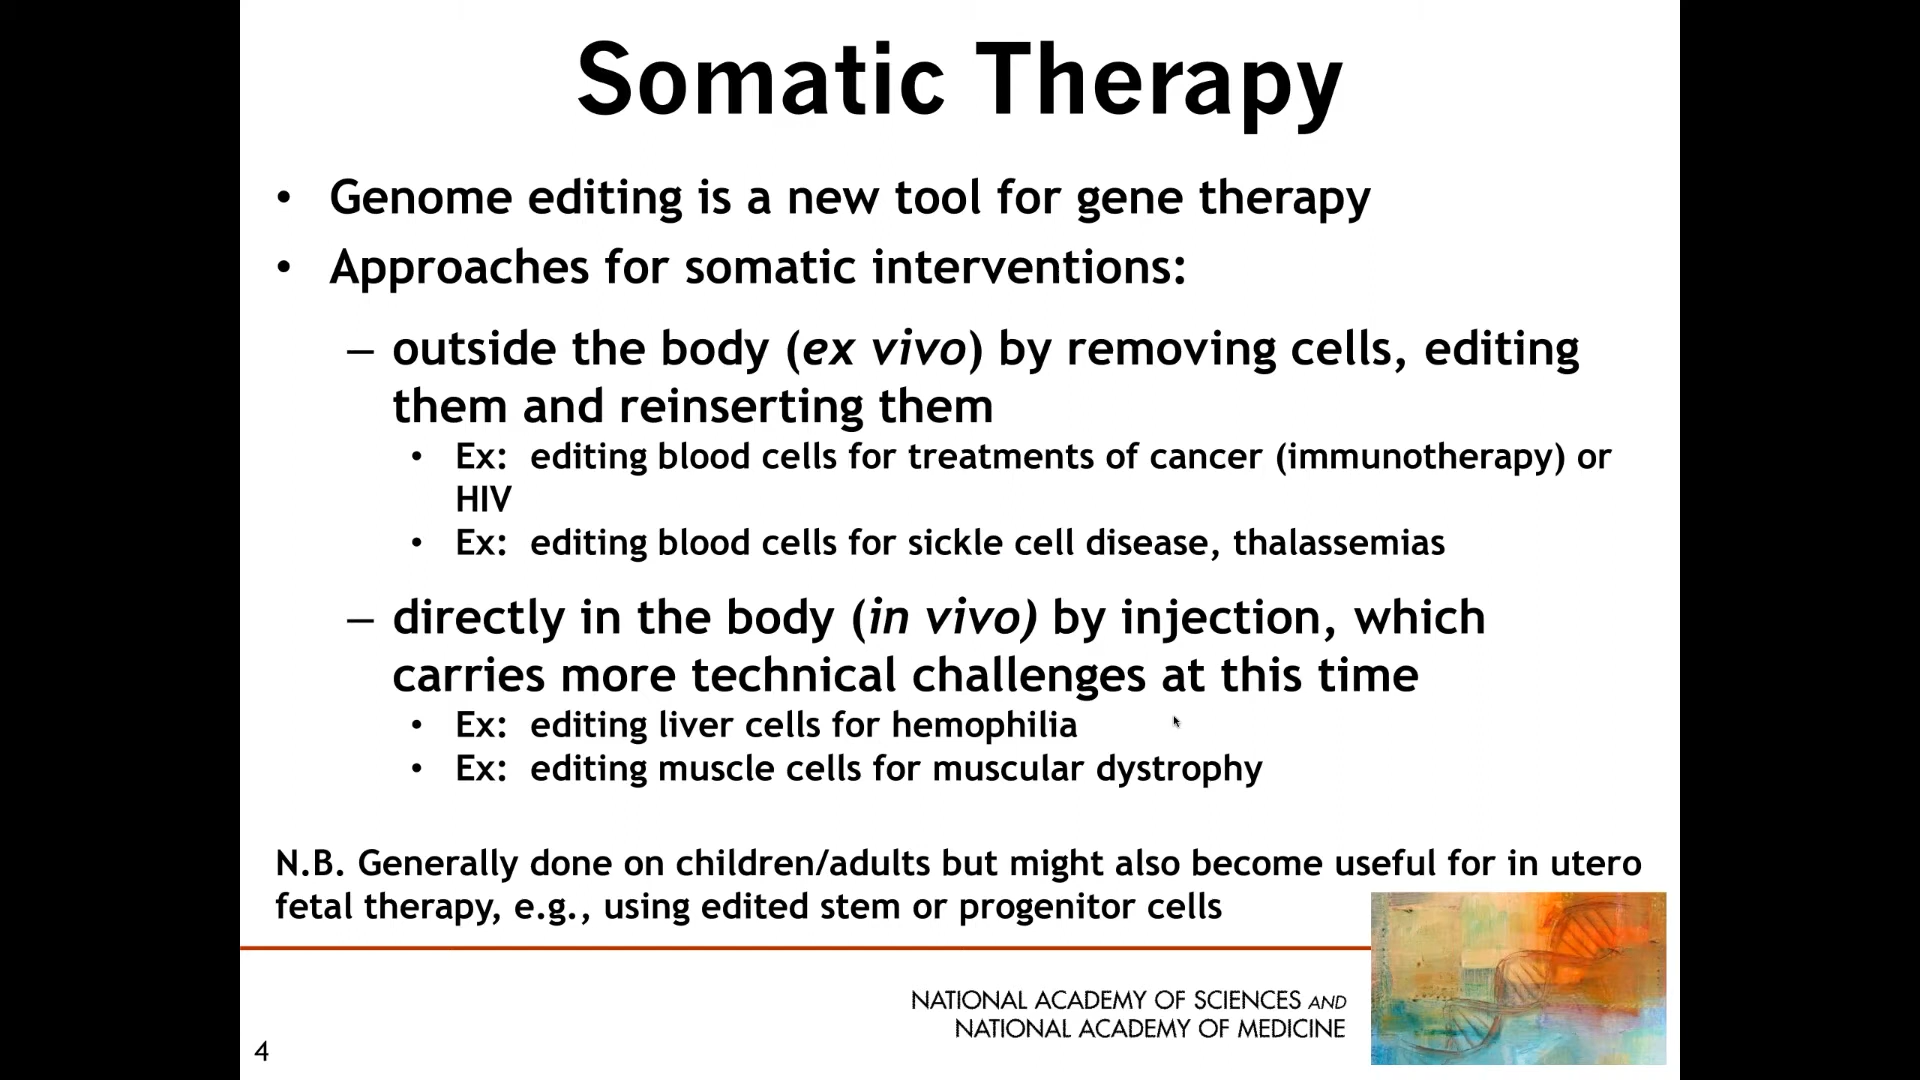 Somatic Therapy
• Genome editing is a new tool for gene therapy
• Approaches for somatic interventions:
– outside the body (ex vivo) by removing cells, editing
them and reinserting them
• Ex: editing blood cells for treatments of cancer (immunotherapy) or
HIV
• Ex: editing blood cells for sickle cell disease, thalassemias
– directly in the body (in vivo) by injection, which
carries more technical challenges at this time
• Ex: editing liver cells for hemophilia
• Ex: editing muscle cells for muscular dystrophy
N.B. Generally done on children/adults but might also become useful for in utero
fetal therapy, e.g., using edited stem or progenitor cells
NATIONAL ACADEMY OF SCIENCES AND
NATIONAL ACADEMY OF MEDICINE
4